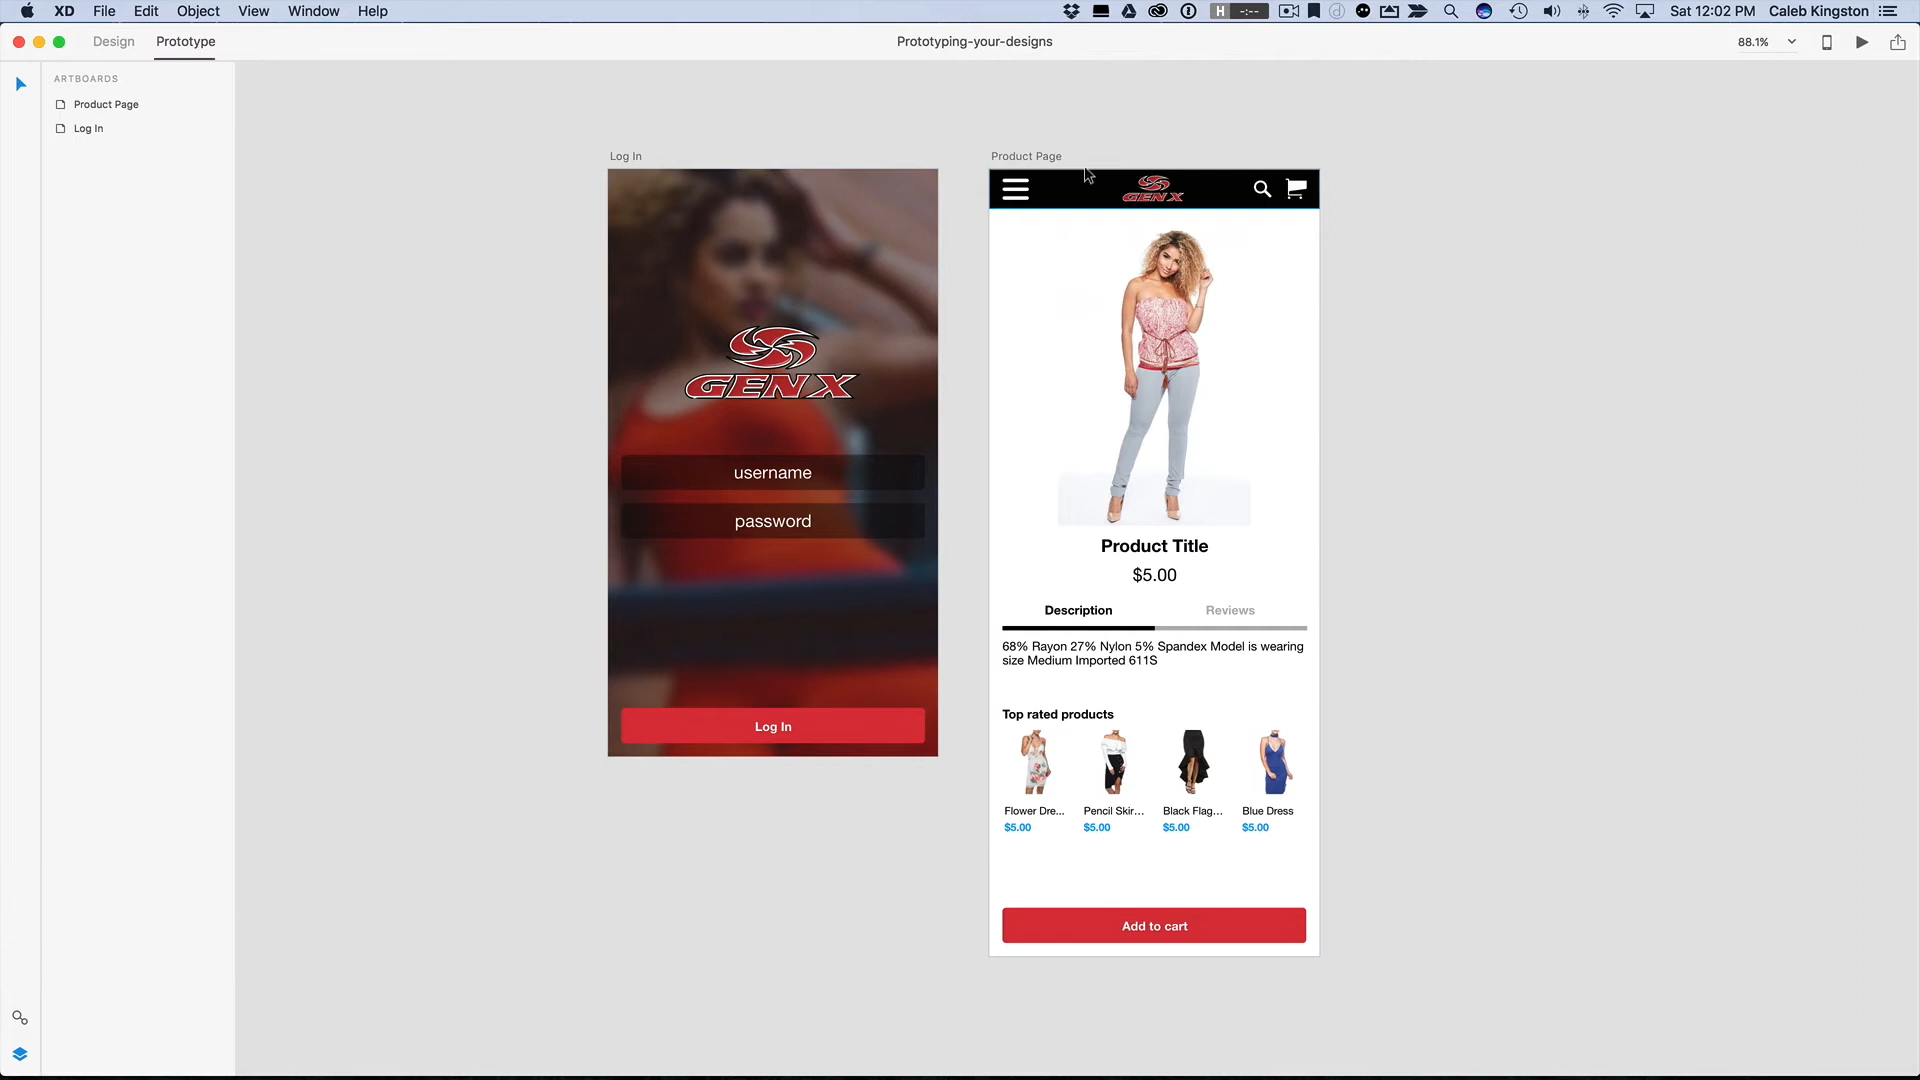 XD File Edit Object View Window Help
H -:--
Sat 12:02 PM Caleb Kingston
Design Prototype
Prototyping-your-designs
88.1%
ARTBOARDS
Product Page
Log In
Log In
GEN X
username
password
Log In
Product Page
GEN X
Product Title
$5.00
Description Reviews
68% Rayon 27% Nylon 5% Spandex Model is wearing
size Medium Imported 611S
Top rated products
Flower Dre... Pencil Skir... Black Flag... Blue Dress
$5.00 $5.00 $5.00 $5.00
Add to cart